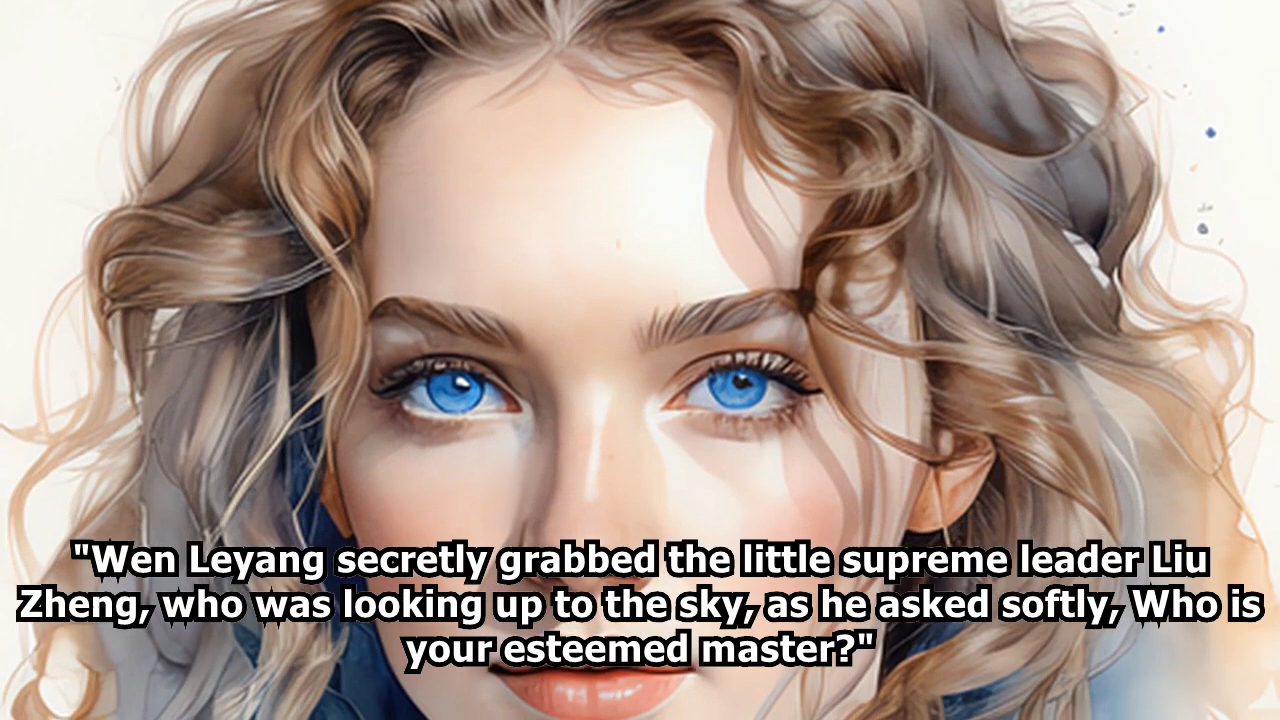 "Wen Leyang secretly grabbed the little supreme leader Liu
Zheng, who was looking up to the sky, as he asked softly, Who is
your esteemed master?"